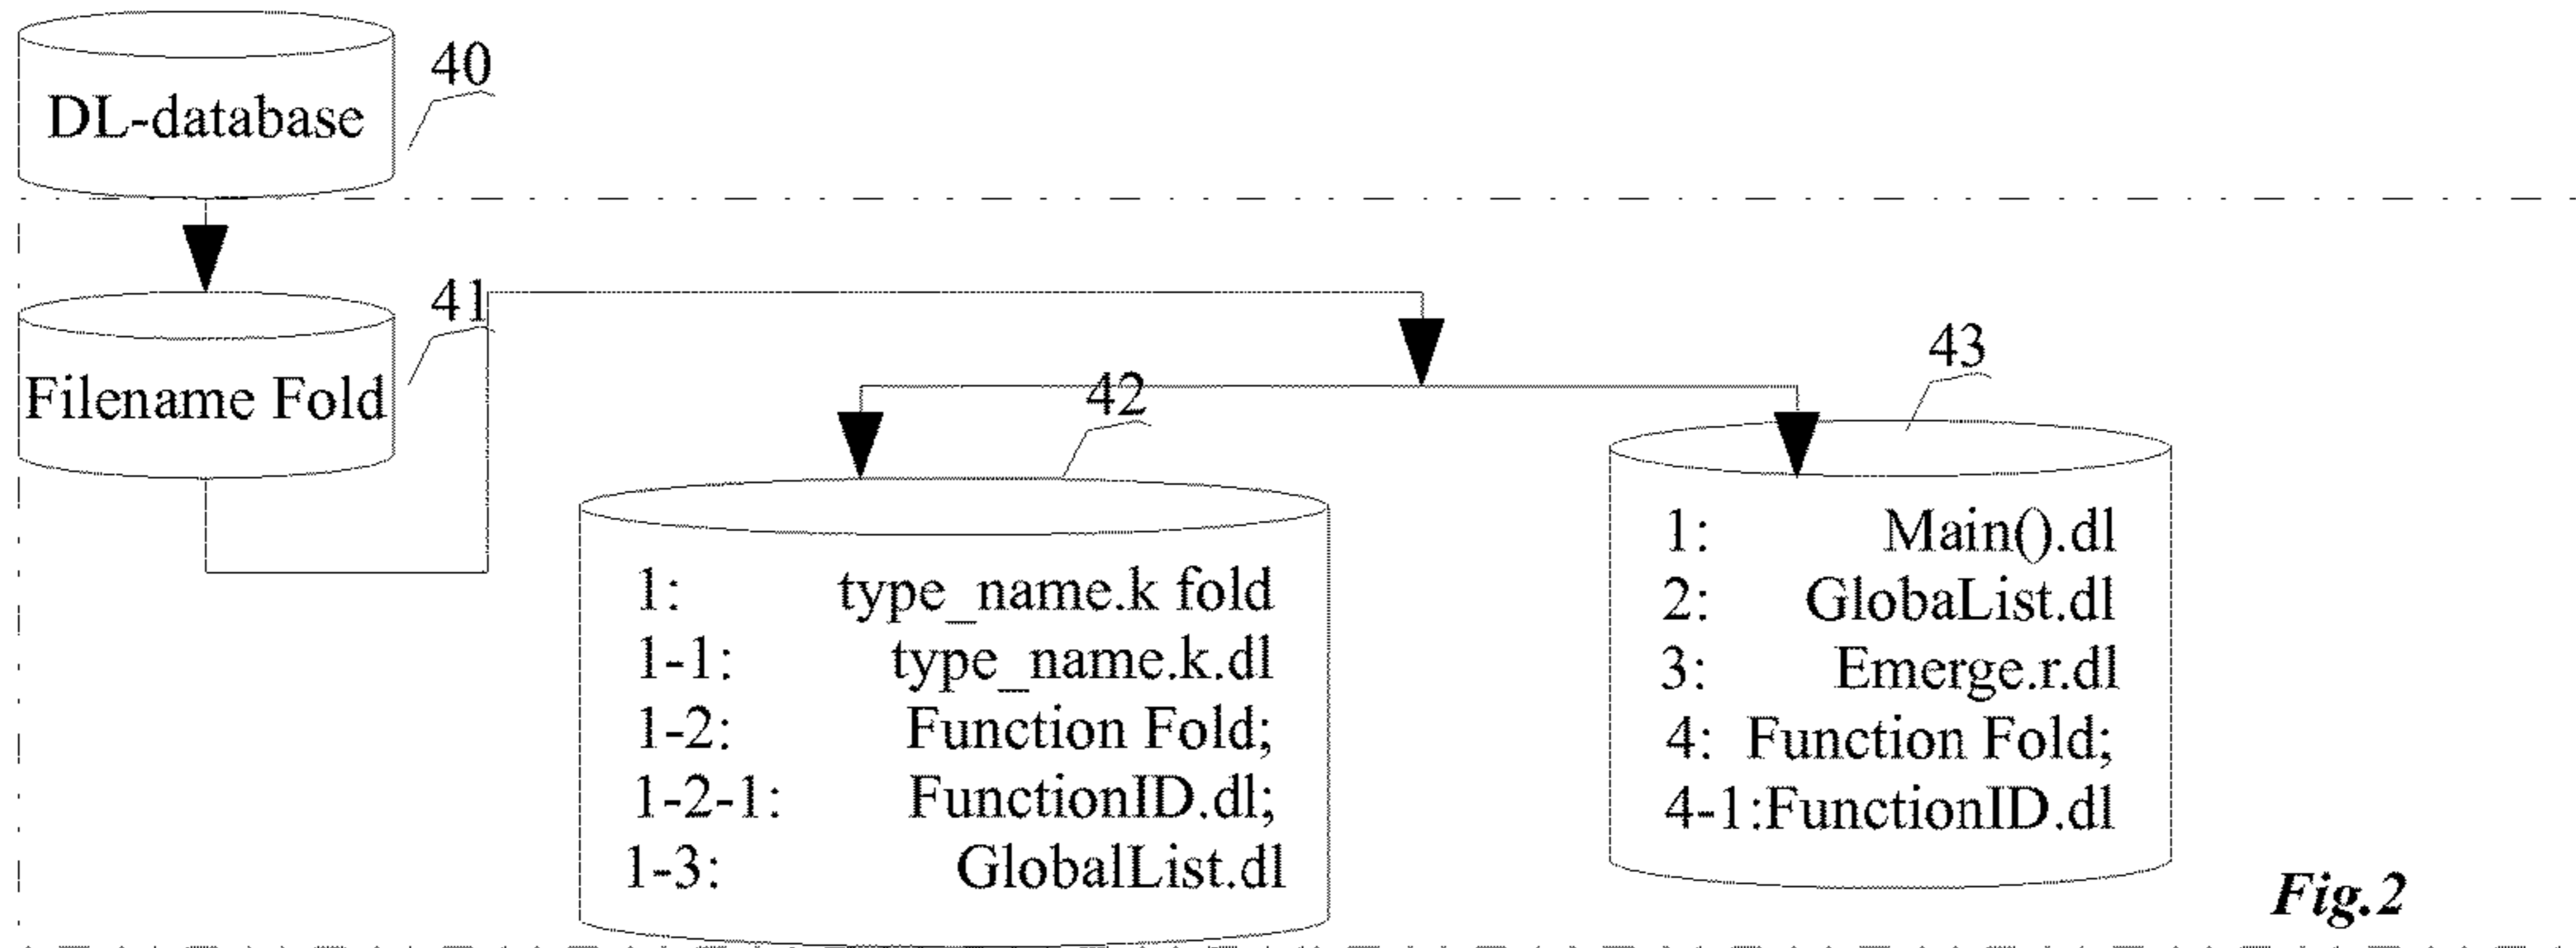 40
DL-database
41
Filename Fold
42
1: type_name.k fold
1-1: type_name.k.dl
1-2: Function Fold;
1-2-1: FunctionID.dl;
1-3: GlobalList.dl
43
1: Main().dl
2: GlobaList.dl
3: Emerge.r.dl
4: Function Fold;
4-1:FunctionID.dl
Fig.2